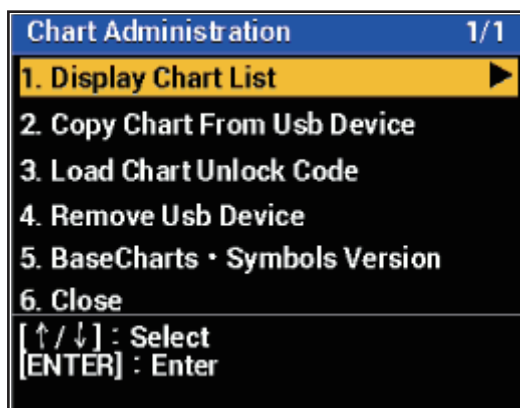 Chart Administration 1/1
1. Display Chart List ▶
2. Copy Chart From Usb Device
3. Load Chart Unlock Code
4. Remove Usb Device
5. BaseCharts・Symbols Version
6. Close
[↑/↓] : Select
[ENTER] : Enter